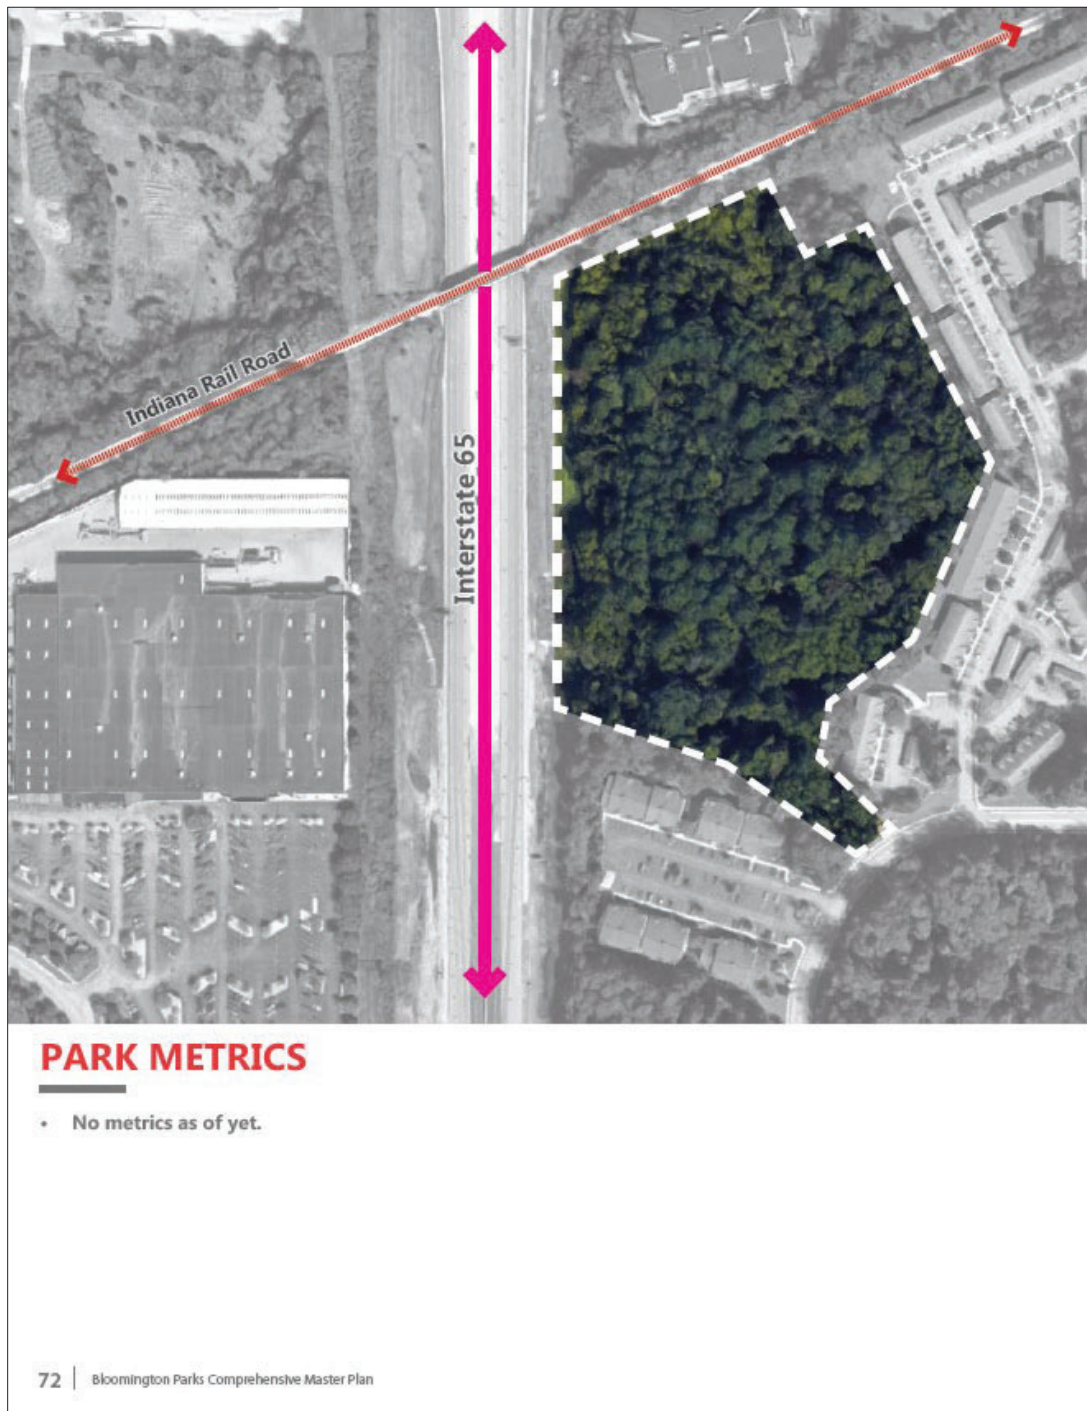 Indiana Rail Road
Interstate 65
PARK METRICS
• No metrics as of yet.
72 | Bloomington Parks Comprehensive Master Plan